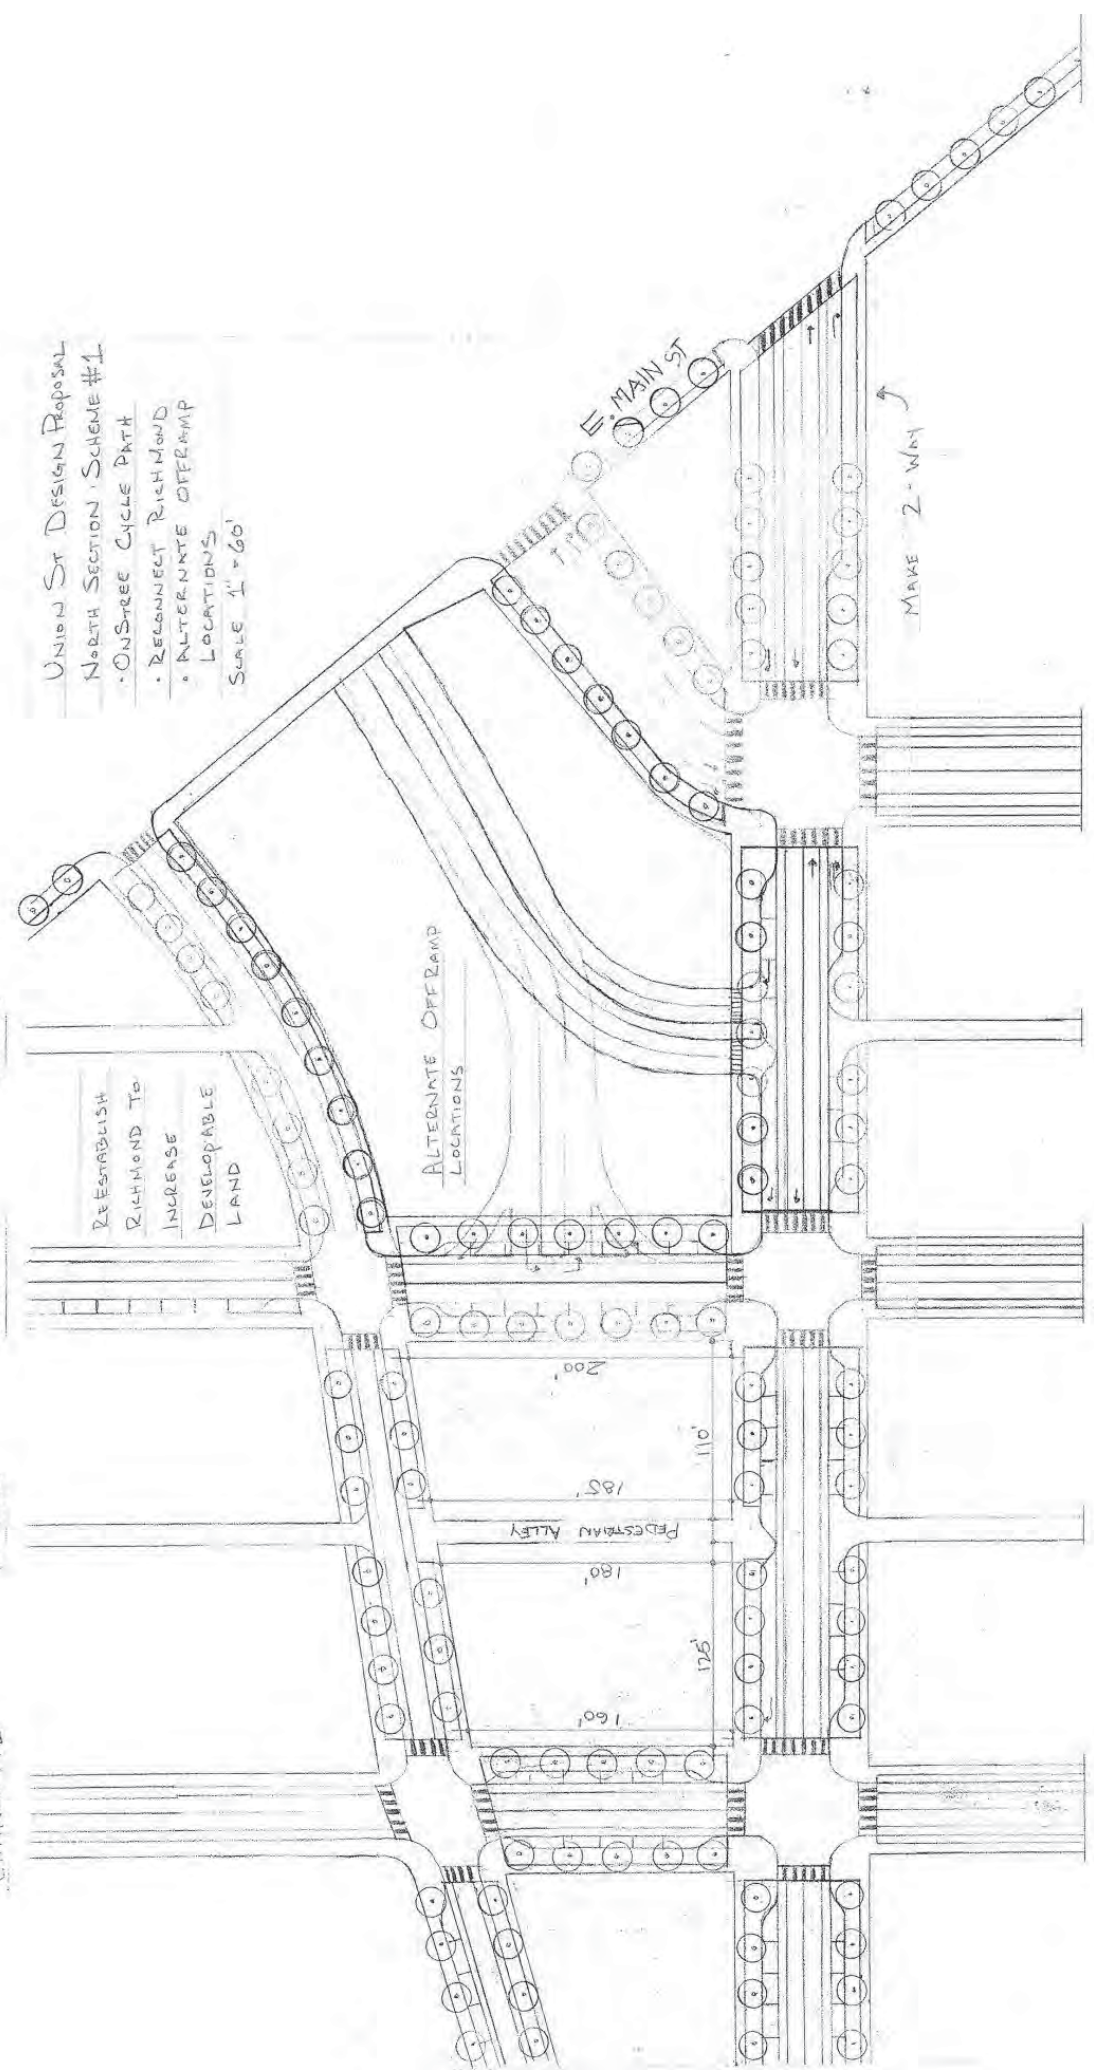 UNION ST DESIGN PROPOSAL
NORTH SECTION · SCHEME #1
· ONSTREE CYCLE PATH
· RECONNECT RICHMOND
· ALTERNATE OFFRAMP
LOCATIONS
SCALE 1" = 60'
E. MAIN ST
MAKE 2-WAY
REESTABLISH
RICHMOND TO
INCREASE
DEVELOPABLE
LAND
ALTERNATE OFFRAMP
LOCATIONS
200'
110'
185'
PEDESTRIAN ALLEY
180'
125'
160'